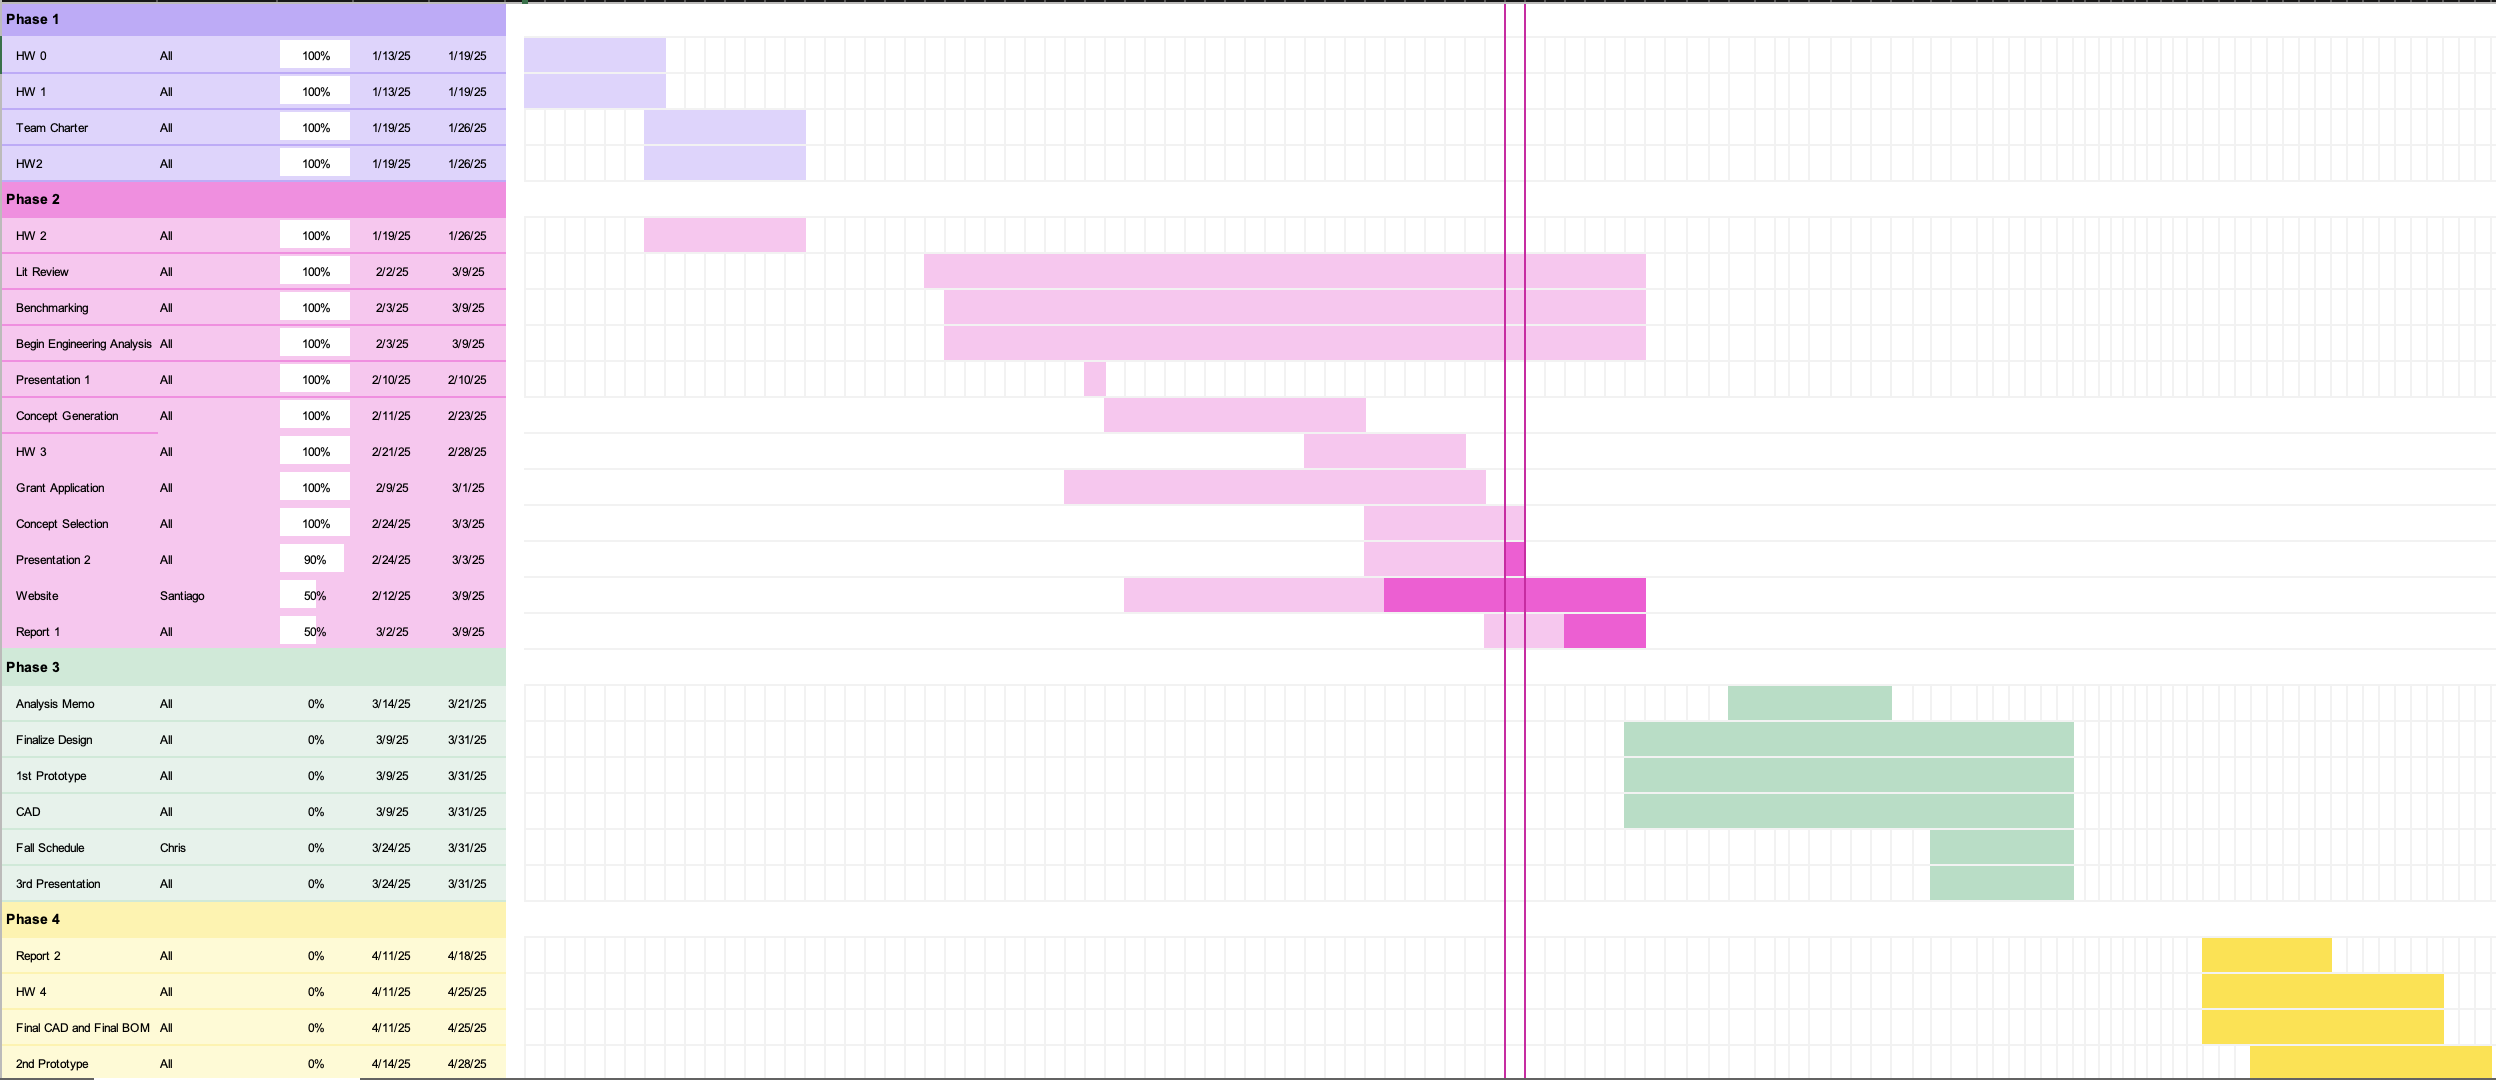 Phase 1
HW 0 All 100% 1/13/25 1/19/25
HW 1 All 100% 1/13/25 1/19/25
Team Charter All 100% 1/19/25 1/26/25
HW2 All 100% 1/19/25 1/26/25
Phase 2
HW 2 All 100% 1/19/25 1/26/25
Lit Review All 100% 2/2/25 3/9/25
Benchmarking All 100% 2/3/25 3/9/25
Begin Engineering Analysis All 100% 2/3/25 3/9/25
Presentation 1 All 100% 2/10/25 2/10/25
Concept Generation All 100% 2/11/25 2/23/25
HW 3 All 100% 2/21/25 2/28/25
Grant Application All 100% 2/9/25 3/1/25
Concept Selection All 100% 2/24/25 3/3/25
Presentation 2 All 90% 2/24/25 3/3/25
Website Santiago 50% 2/12/25 3/9/25
Report 1 All 50% 3/2/25 3/9/25
Phase 3
Analysis Memo All 0% 3/14/25 3/21/25
Finalize Design All 0% 3/9/25 3/31/25
1st Prototype All 0% 3/9/25 3/31/25
CAD All 0% 3/9/25 3/31/25
Fall Schedule Chris 0% 3/24/25 3/31/25
3rd Presentation All 0% 3/24/25 3/31/25
Phase 4
Report 2 All 0% 4/11/25 4/18/25
HW 4 All 0% 4/11/25 4/25/25
Final CAD and Final BOM All 0% 4/11/25 4/25/25
2nd Prototype All 0% 4/14/25 4/28/25